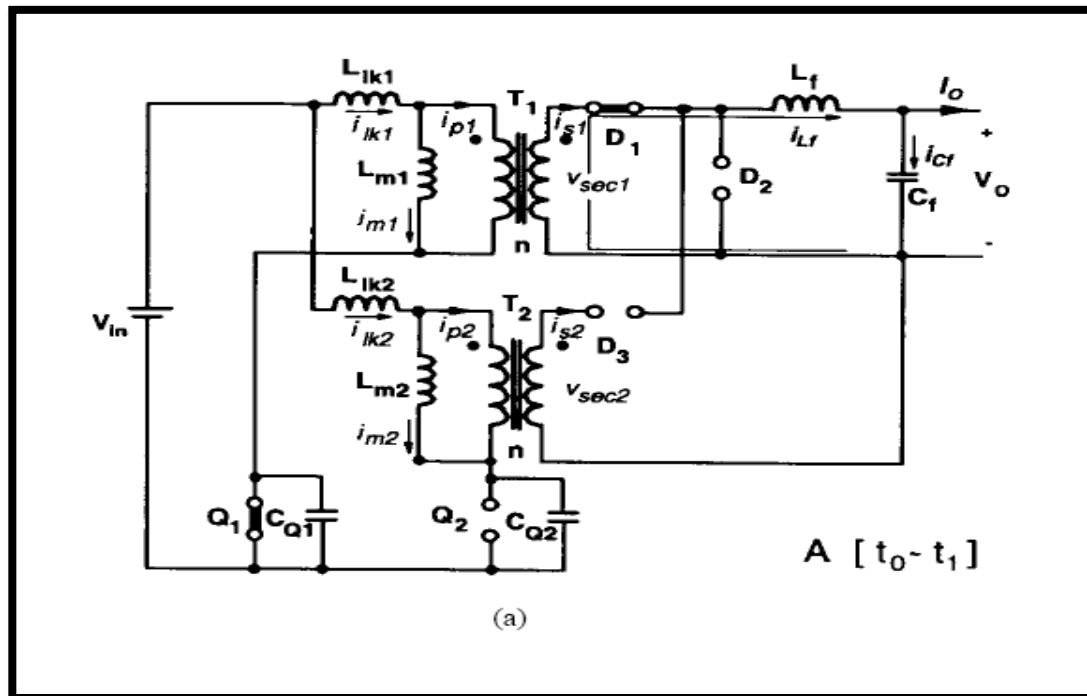 L_lk1
L_f
I_O
T_1
i_lk1
i_p1
i_s1
D_1
i_Lf
i_Cf
+
L_m1
v_sec1
D_2
C_f
V_O
i_m1
n
-
L_lk2
T_2
V_in
i_lk2
i_p2
i_s2
D_3
L_m2
v_sec2
i_m2
n
Q_1
C_Q1
Q_2
C_Q2
A [ t_0 - t_1 ]
(a)